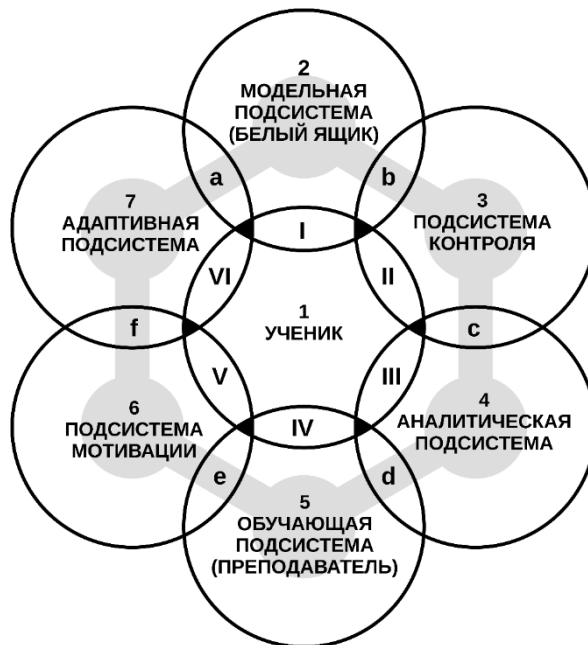 2
МОДЕЛЬНАЯ
ПОДСИСТЕМА
(БЕЛЫЙ ЯЩИК)
a
b
7
АДАПТИВНАЯ
ПОДСИСТЕМА
3
ПОДСИСТЕМА
КОНТРОЛЯ
I
VI
II
1
УЧЕНИК
f
c
V
III
6
ПОДСИСТЕМА
МОТИВАЦИИ
4
АНАЛИТИЧЕСКАЯ
ПОДСИСТЕМА
IV
e
d
5
ОБУЧАЮЩАЯ
ПОДСИСТЕМА
(ПРЕПОДАВАТЕЛЬ)